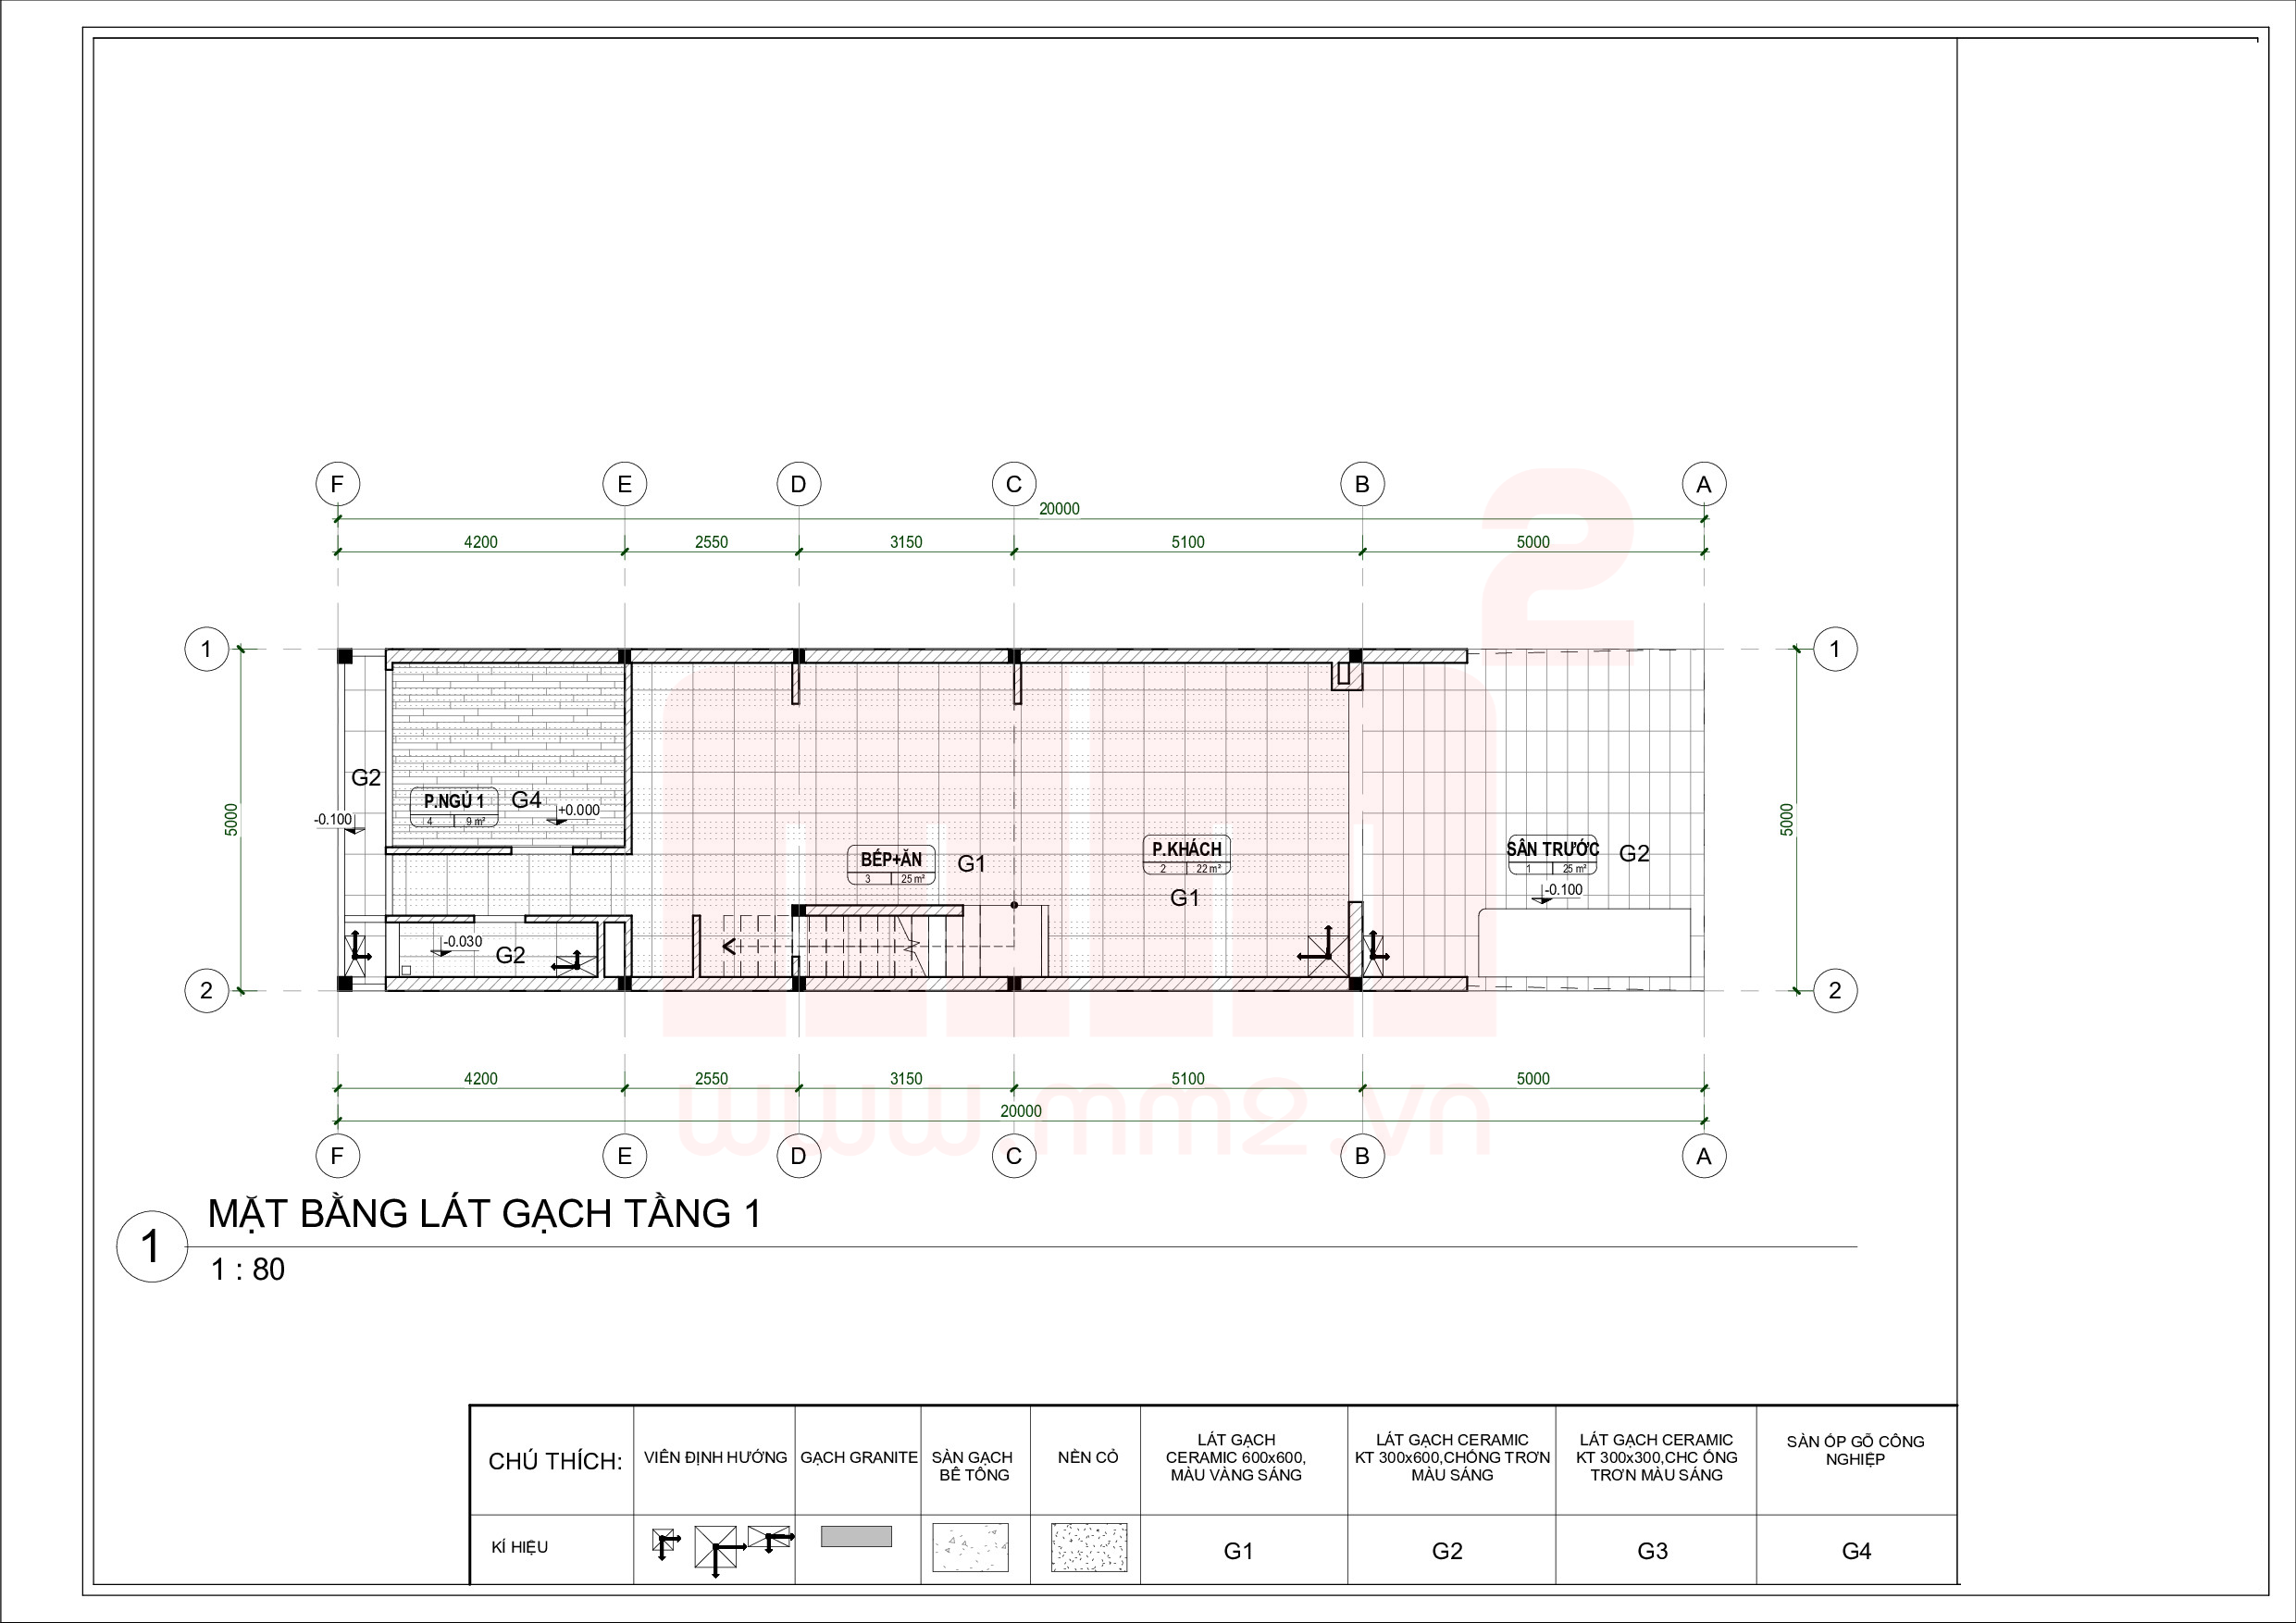 F E D C B A
20000
4200 2550 3150 5100 5000
1 1
5000 5000
G2
P.NGỦ 1 G4
4 9 m²
+0.000
-0.100
BÉP+ĂN G1
3 25 m²
P.KHÁCH
2 22 m²
G1
SÂN TRƯỚC G2
1 25 m²
-0.100
-0.030
G2
2 2
4200 2550 3150 5100 5000
20000
www.mm2.vn
F E D C B A
1 MẶT BẰNG LÁT GẠCH TẦNG 1
1 : 80
CHÚ THÍCH:
VIÊN ĐỊNH HƯỚNG
GẠCH GRANITE
SÀN GẠCH
BÊ TÔNG
NỀN CỎ
LÁT GẠCH
CERAMIC 600x600,
MÀU VÀNG SÁNG
LÁT GẠCH CERAMIC
KT 300x600,CHỐNG TRƠN
MÀU SÁNG
LÁT GẠCH CERAMIC
KT 300x300,CHC ỐNG
TRƠN MÀU SÁNG
SÀN ỐP GỖ CÔNG
NGHIỆP
KÍ HIỆU
G1 G2 G3 G4